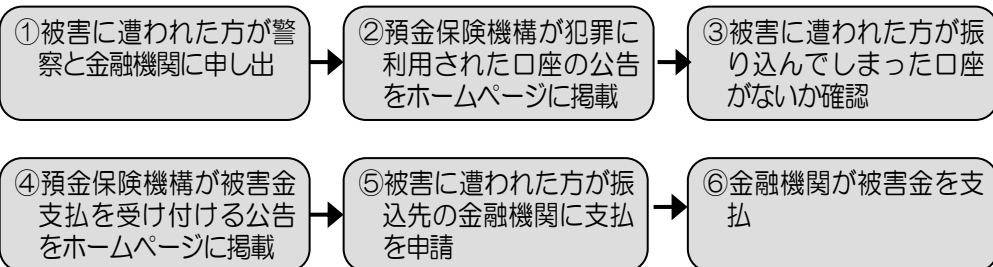 ①被害に遭われた方が警
察と金融機関に申し出
②預金保険機構が犯罪に
利用された口座の公告
をホームページに掲載
③被害に遭われた方が振
り込んでしまった口座
がないか確認
④預金保険機構が被害金
支払を受け付ける公告
をホームページに掲載
⑤被害に遭われた方が振
込先の金融機関に支払
を申請
⑥金融機関が被害金を支
払